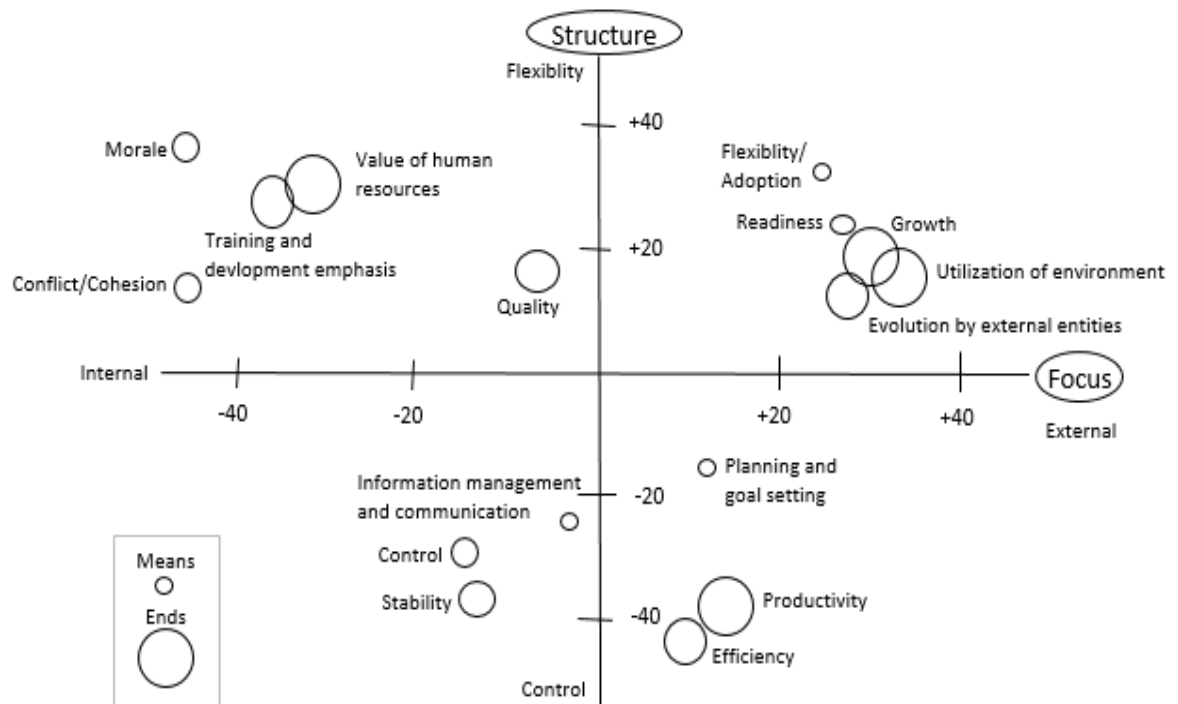 Structure
Flexiblity
+40
Morale
Value of human
resources
Flexiblity/
Adoption
Readiness
Growth
Training and
devlopment emphasis
+20
Conflict/Cohesion
Quality
Utilization of environment
Evolution by external entities
Internal
Focus
-40
-20
+20
+40
External
Information management
and communication
-20
Planning and
goal setting
Control
Stability
Means
Ends
-40
Productivity
Efficiency
Control